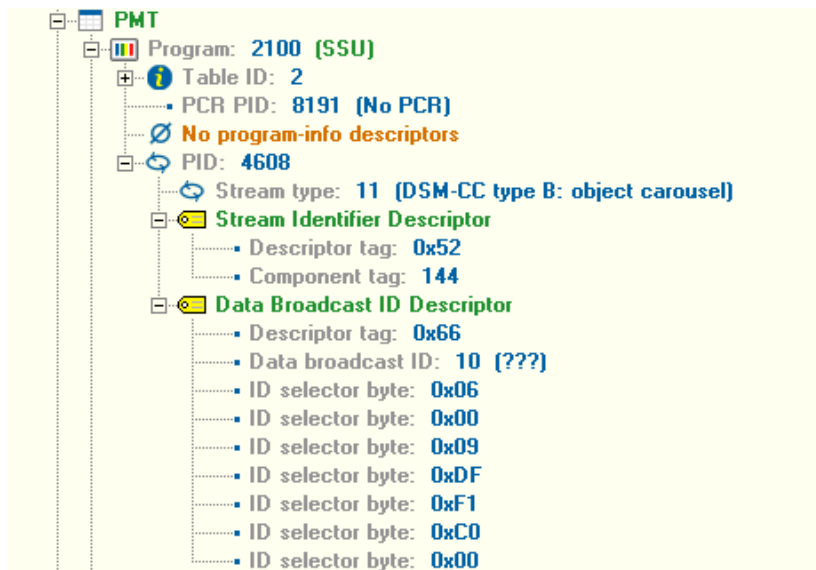 PMT
Program: 2100 (SSU)
Table ID: 2
PCR PID: 8191 (No PCR)
No program-info descriptors
PID: 4608
Stream type: 11 (DSM-CC type B: object carousel)
Stream Identifier Descriptor
Descriptor tag: 0x52
Component tag: 144
Data Broadcast ID Descriptor
Descriptor tag: 0x66
Data broadcast ID: 10 (???)
ID selector byte: 0x06
ID selector byte: 0x00
ID selector byte: 0x09
ID selector byte: 0xDF
ID selector byte: 0xF1
ID selector byte: 0xC0
ID selector byte: 0x00